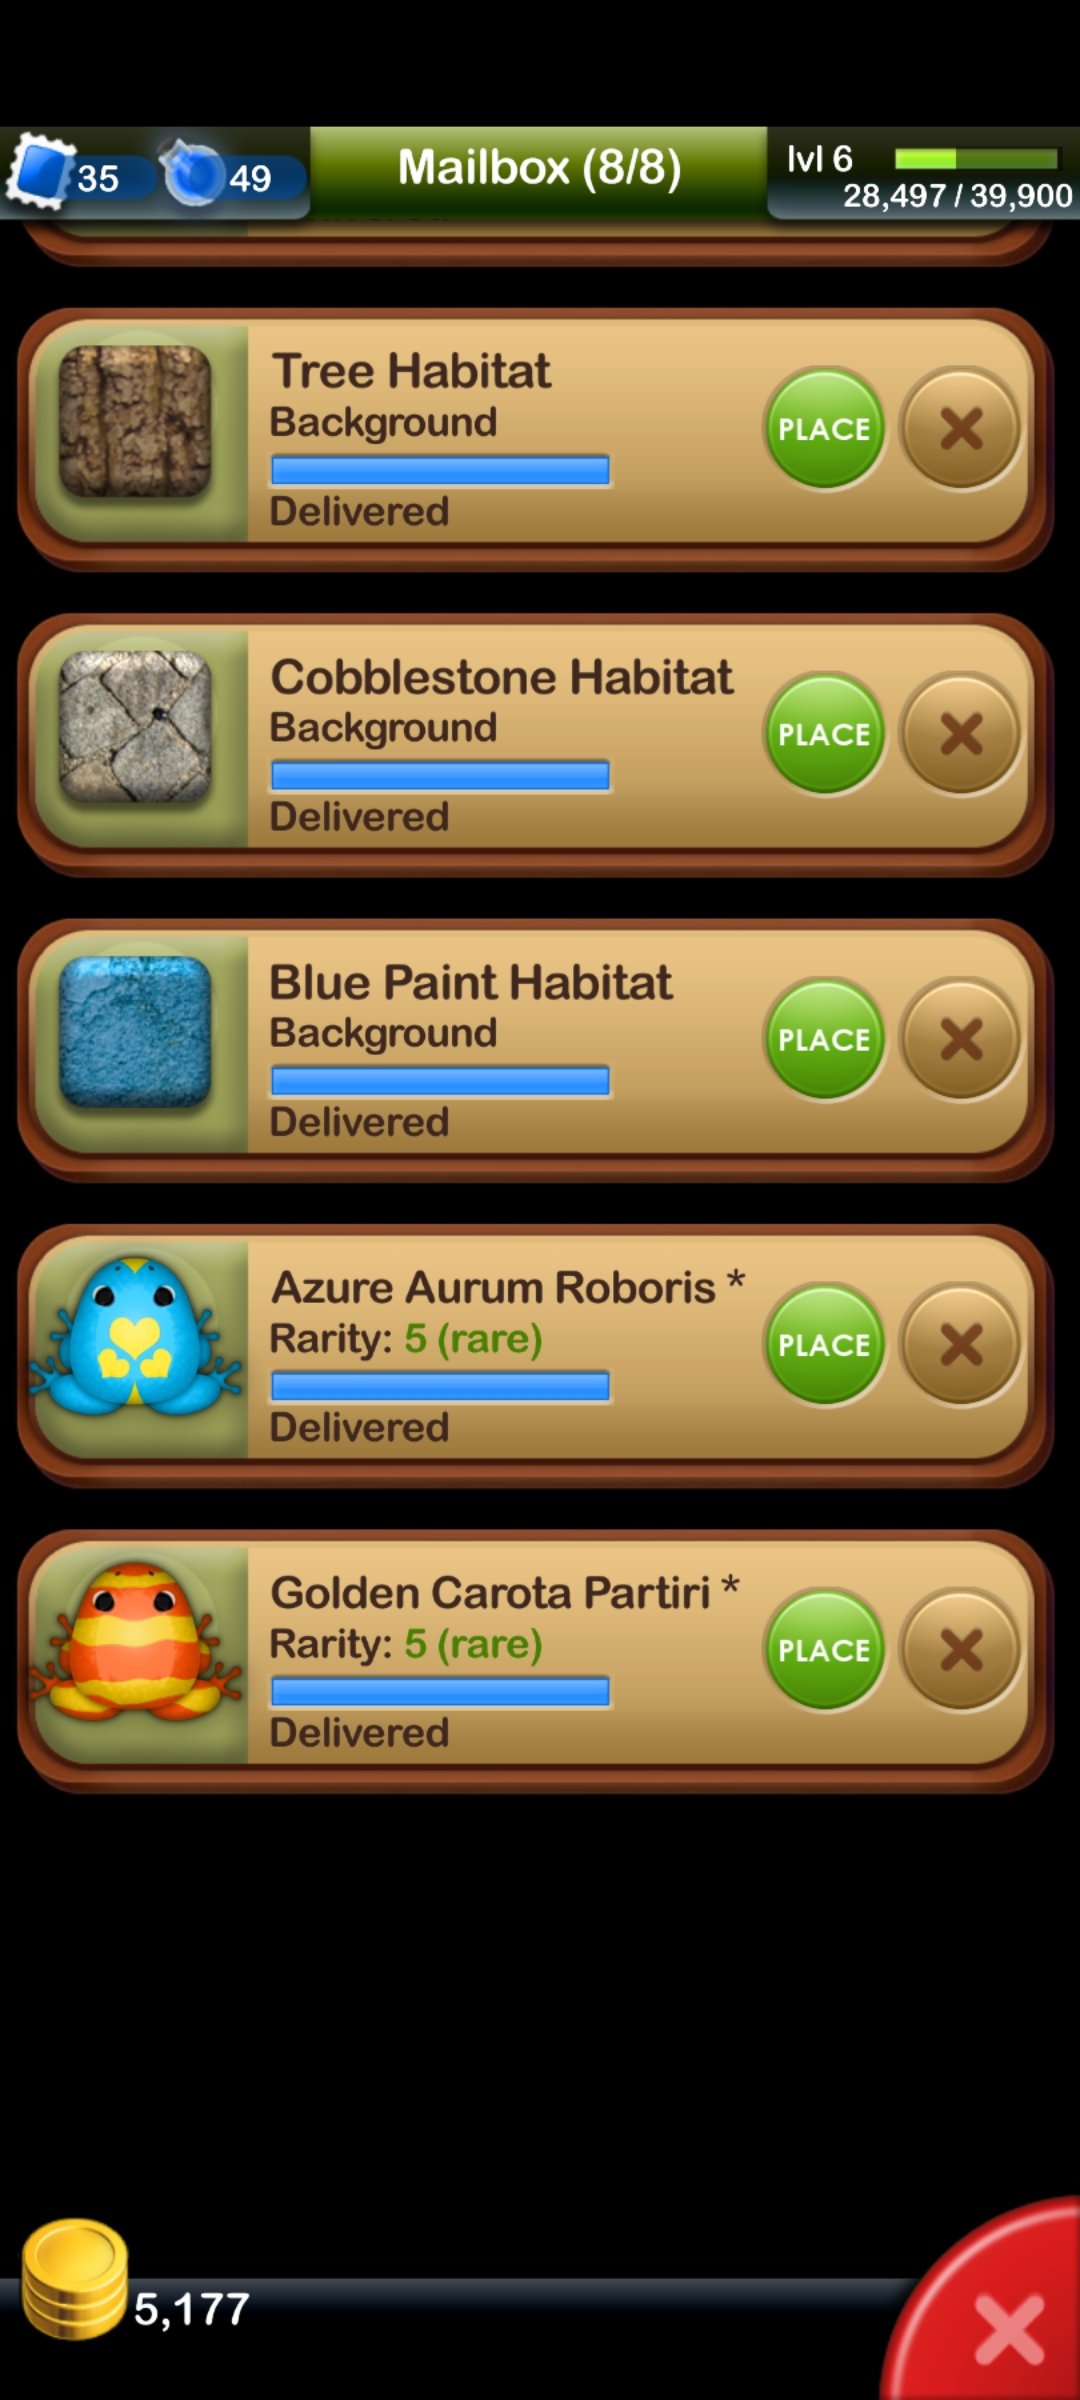 35 49 Mailbox (8/8) lvl 6
28,497 / 39,900
Tree Habitat
Background
PLACE
Delivered
Cobblestone Habitat
Background
PLACE
Delivered
Blue Paint Habitat
Background
PLACE
Delivered
Azure Aurum Roboris *
Rarity: 5 (rare)
PLACE
Delivered
Golden Carota Partiri *
Rarity: 5 (rare)
PLACE
Delivered
5,177